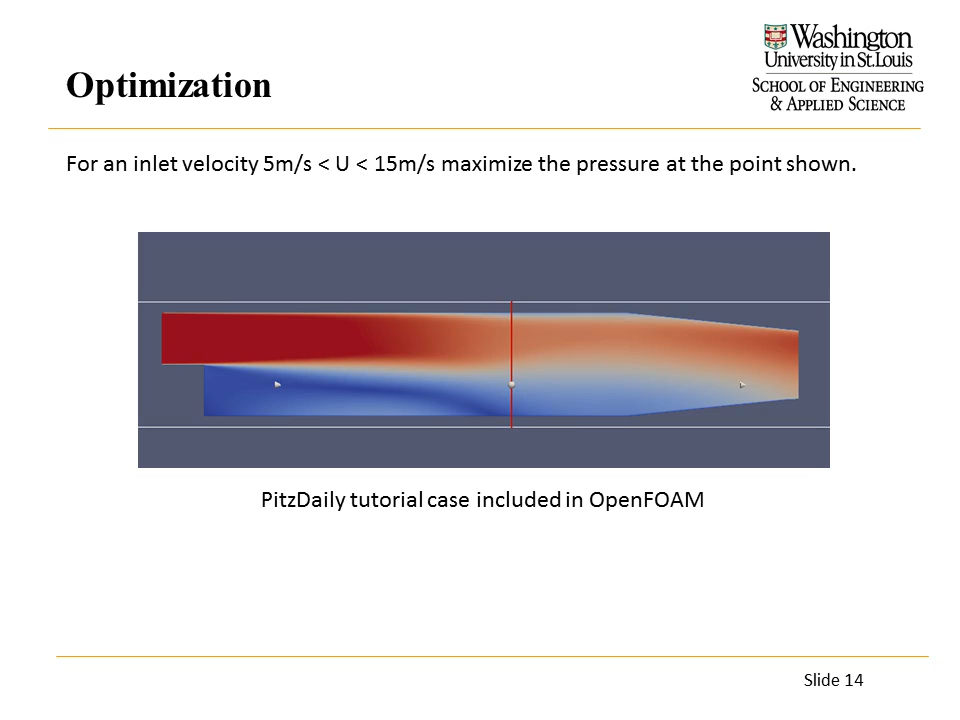 Washington
University in St. Louis
SCHOOL OF ENGINEERING
& APPLIED SCIENCE
Optimization
For an inlet velocity 5m/s < U < 15m/s maximize the pressure at the point shown.
PitzDaily tutorial case included in OpenFOAM
Slide 14